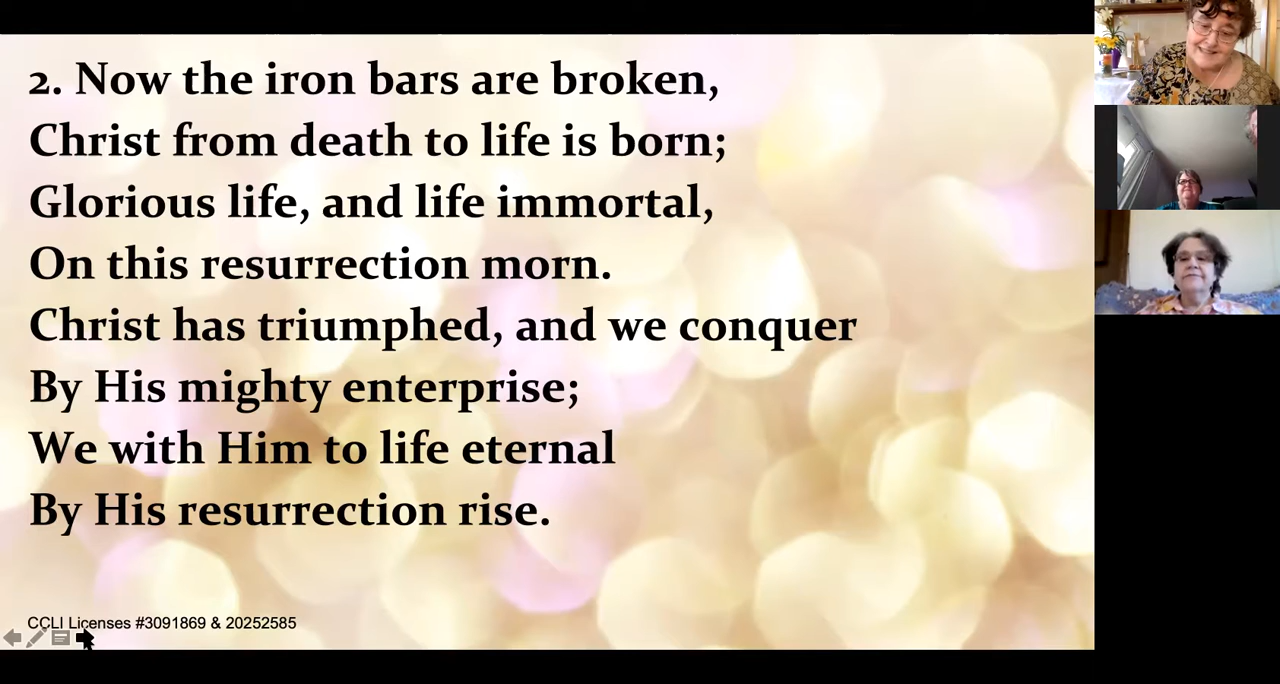 2. Now the iron bars are broken,
Christ from death to life is born;
Glorious life, and life immortal,
On this resurrection morn.
Christ has triumphed, and we conquer
By His mighty enterprise;
We with Him to life eternal
By His resurrection rise.
CCLI Licenses #3091869 & 20252585